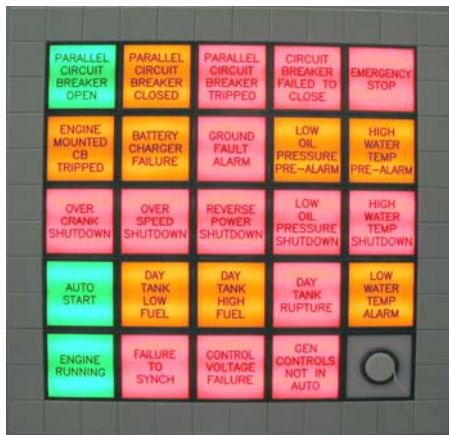 PARALLEL
CIRCUIT
BREAKER
OPEN
PARALLEL
CIRCUIT
BREAKER
CLOSED
PARALLEL
CIRCUIT
BREAKER
TRIPPED
CIRCUIT
BREAKER
FAILED TO
CLOSE
EMERGENCY
STOP
ENGINE
MOUNTED
CB
TRIPPED
BATTERY
CHARGER
FAILURE
GROUND
FAULT
ALARM
LOW
OIL
PRESSURE
PRE-ALARM
HIGH
WATER
TEMP
PRE-ALARM
OVER
CRANK
SHUTDOWN
OVER
SPEED
SHUTDOWN
REVERSE
POWER
SHUTDOWN
LOW
OIL
PRESSURE
SHUTDOWN
HIGH
WATER
TEMP
SHUTDOWN
AUTO
START
DAY
TANK
LOW
FUEL
DAY
TANK
HIGH
FUEL
DAY
TANK
RUPTURE
LOW
WATER
TEMP
ALARM
ENGINE
RUNNING
FAILURE
TO
SYNCH
CONTROL
VOLTAGE
FAILURE
GEN
CONTROLS
NOT IN
AUTO